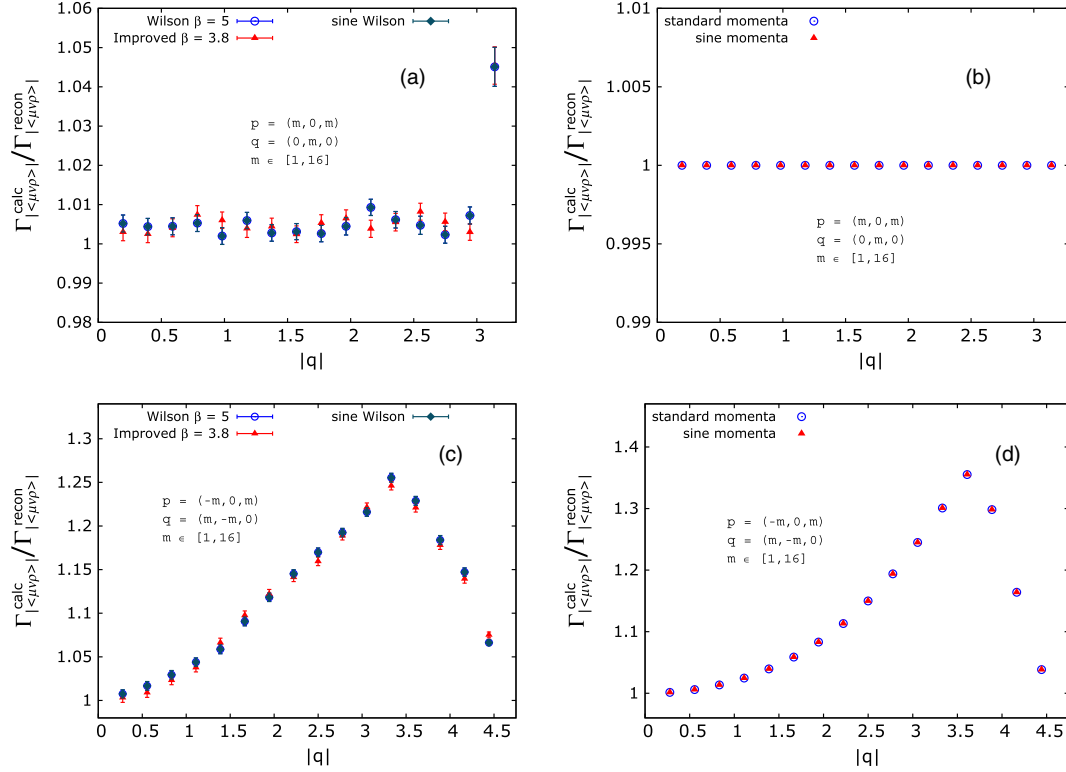 Wilson β = 5
Improved β = 3.8
sine Wilson
(a)
p = (m,0,m)
q = (0,m,0)
m ∈ [1,16]
1.06
1.05
1.04
1.03
1.02
1.01
1
0.99
0.98
0 0.5 1 1.5 2 2.5 3
|q|
Γ^calc_|<μνρ>| / Γ^recon_|<μνρ>|
standard momenta
sine momenta
(b)
p = (m,0,m)
q = (0,m,0)
m ∈ [1,16]
1.01
1.005
1
0.995
0.99
0 0.5 1 1.5 2 2.5 3
|q|
Γ^calc_|<μνρ>| / Γ^recon_|<μνρ>|
Wilson β = 5
Improved β = 3.8
sine Wilson
(c)
p = (-m,0,m)
q = (m,-m,0)
m ∈ [1,16]
1.3
1.25
1.2
1.15
1.1
1.05
1
0 0.5 1 1.5 2 2.5 3 3.5 4 4.5
|q|
Γ^calc_|<μνρ>| / Γ^recon_|<μνρ>|
standard momenta
sine momenta
(d)
p = (-m,0,m)
q = (m,-m,0)
m ∈ [1,16]
1.4
1.3
1.2
1.1
1
0 0.5 1 1.5 2 2.5 3 3.5 4 4.5
|q|
Γ^calc_|<μνρ>| / Γ^recon_|<μνρ>|